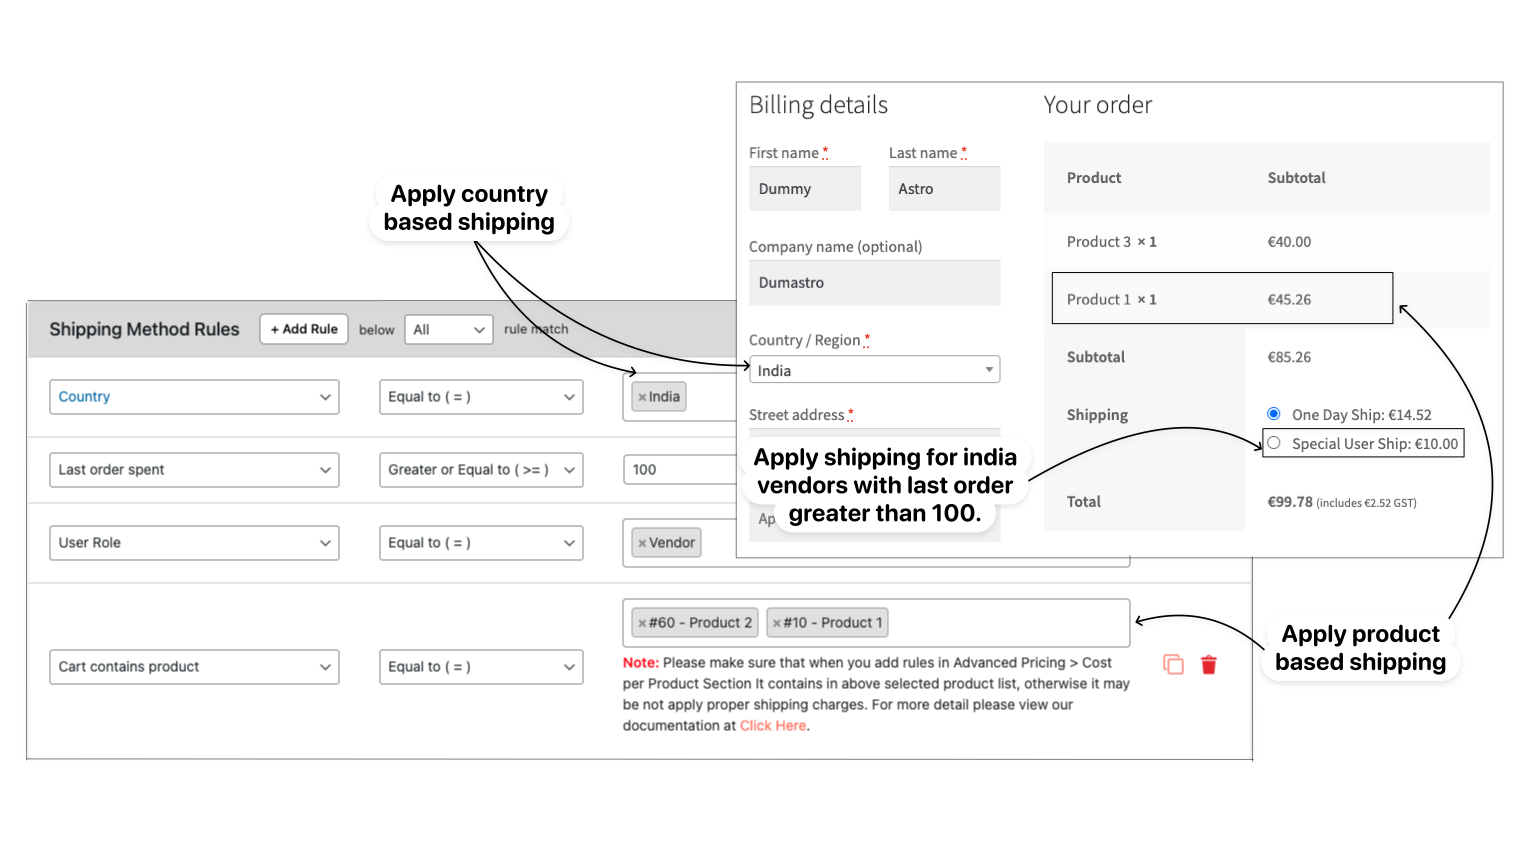 Billing details
Your order
First name *
Last name *
Dummy
Astro
Product
Subtotal
Product 3 × 1
€40.00
Company name (optional)
Dumastro
Product 1 × 1
€45.26
Country / Region *
India
Subtotal
€85.26
Street address *
Shipping
One Day Ship: €14.52
Special User Ship: €10.00
Total
€99.78 (includes €2.52 GST)
Ap
Apply country
based shipping
Apply shipping for india
vendors with last order
greater than 100.
Apply product
based shipping
Shipping Method Rules
+ Add Rule
below
All
rule match
Country
Equal to ( = )
×India
Last order spent
Greater or Equal to ( >= )
100
User Role
Equal to ( = )
×Vendor
Cart contains product
Equal to ( = )
×#60 - Product 2
×#10 - Product 1
Note: Please make sure that when you add rules in Advanced Pricing > Cost
per Product Section It contains in above selected product list, otherwise it may
be not apply proper shipping charges. For more detail please view our
documentation at Click Here.